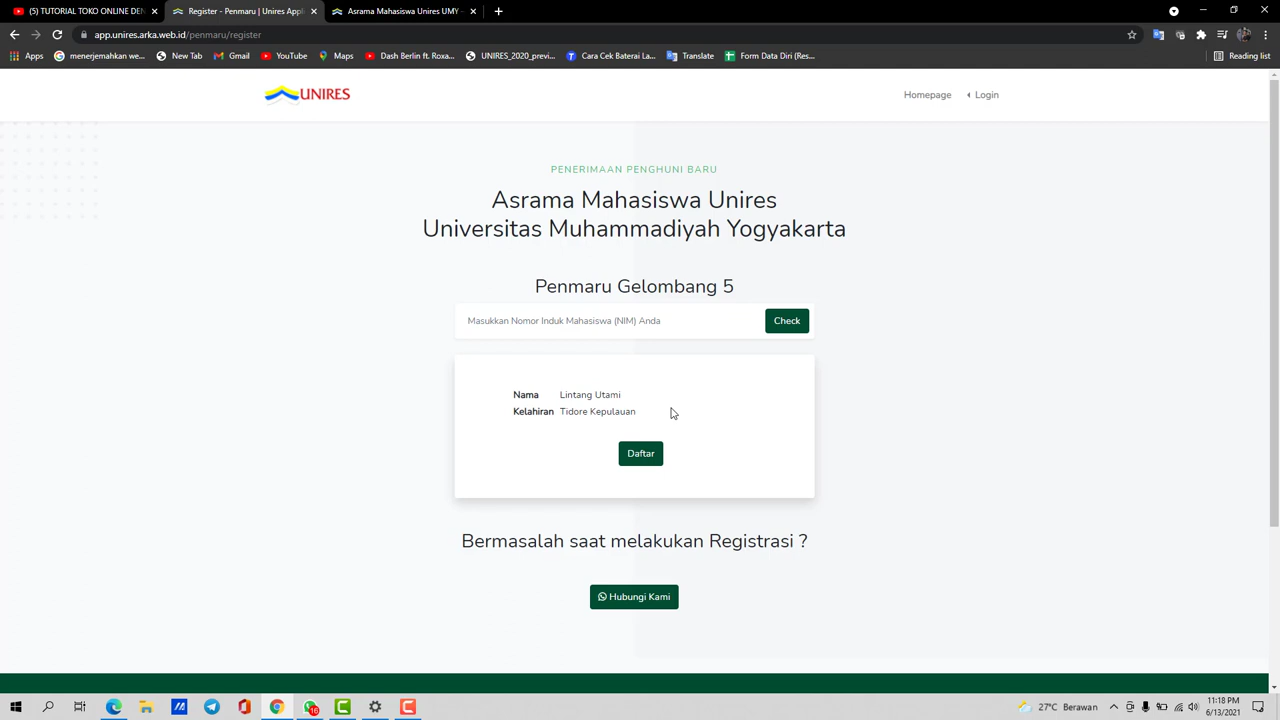 (5) TUTORIAL TOKO ONLINE DEN
Register - Penmaru | Unires Appli
Asrama Mahasiswa Unires UMY -
app.unires.arka.web.id/penmaru/register
Apps
menerjemahkan we...
New Tab
Gmail
YouTube
Maps
Dash Berlin ft. Roxa...
UNIRES_2020_previ...
Cara Cek Baterai La...
Translate
Form Data Diri (Res...
Reading list
UNIRES
Homepage
Login
PENERIMAAN PENGHUNI BARU
Asrama Mahasiswa Unires
Universitas Muhammadiyah Yogyakarta
Penmaru Gelombang 5
Masukkan Nomor Induk Mahasiswa (NIM) Anda
Check
Nama Lintang Utami
Kelahiran Tidore Kepulauan
Daftar
Bermasalah saat melakukan Registrasi ?
Hubungi Kami
16
27°C Berawan
11:18 PM
6/13/2021